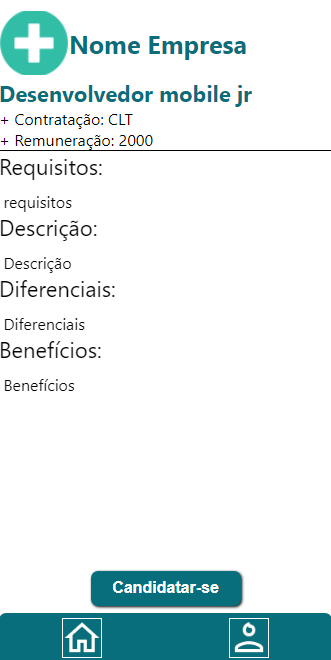 Nome Empresa
Desenvolvedor mobile jr
+ Contratação: CLT
+ Remuneração: 2000
Requisitos:
requisitos
Descrição:
Descrição
Diferenciais:
Diferenciais
Benefícios:
Benefícios
Candidatar-se